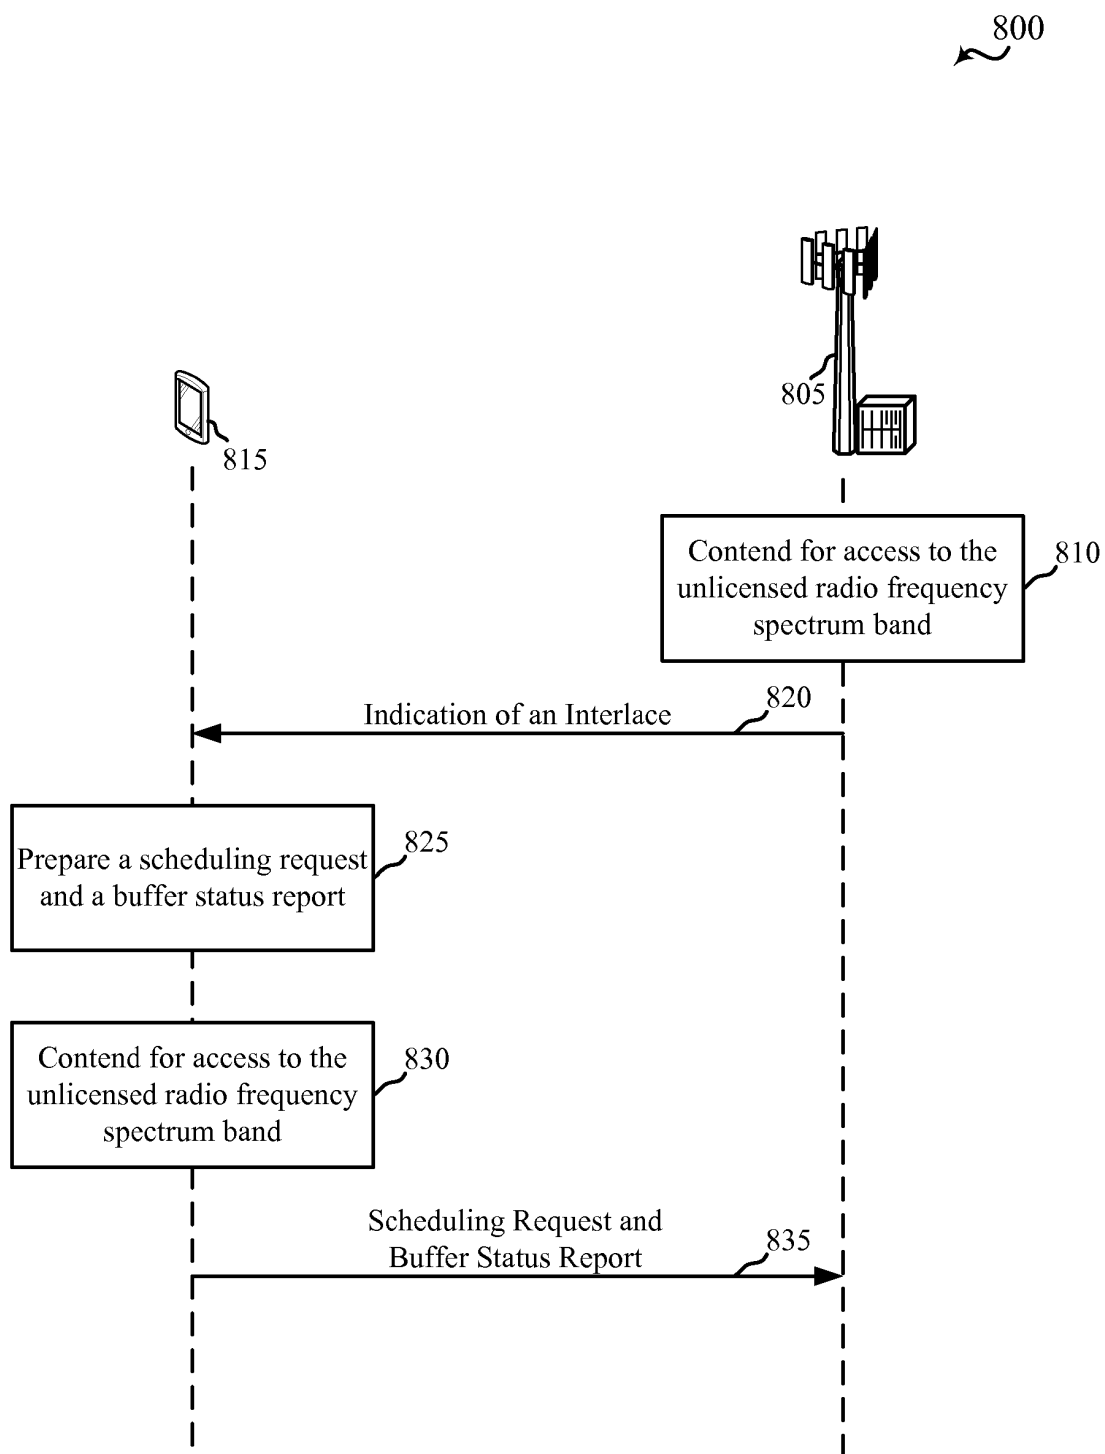 800
805
815
Contend for access to the
unlicensed radio frequency
spectrum band
810
Indication of an Interlace
820
Prepare a scheduling request
and a buffer status report
825
Contend for access to the
unlicensed radio frequency
spectrum band
830
Scheduling Request and
Buffer Status Report
835